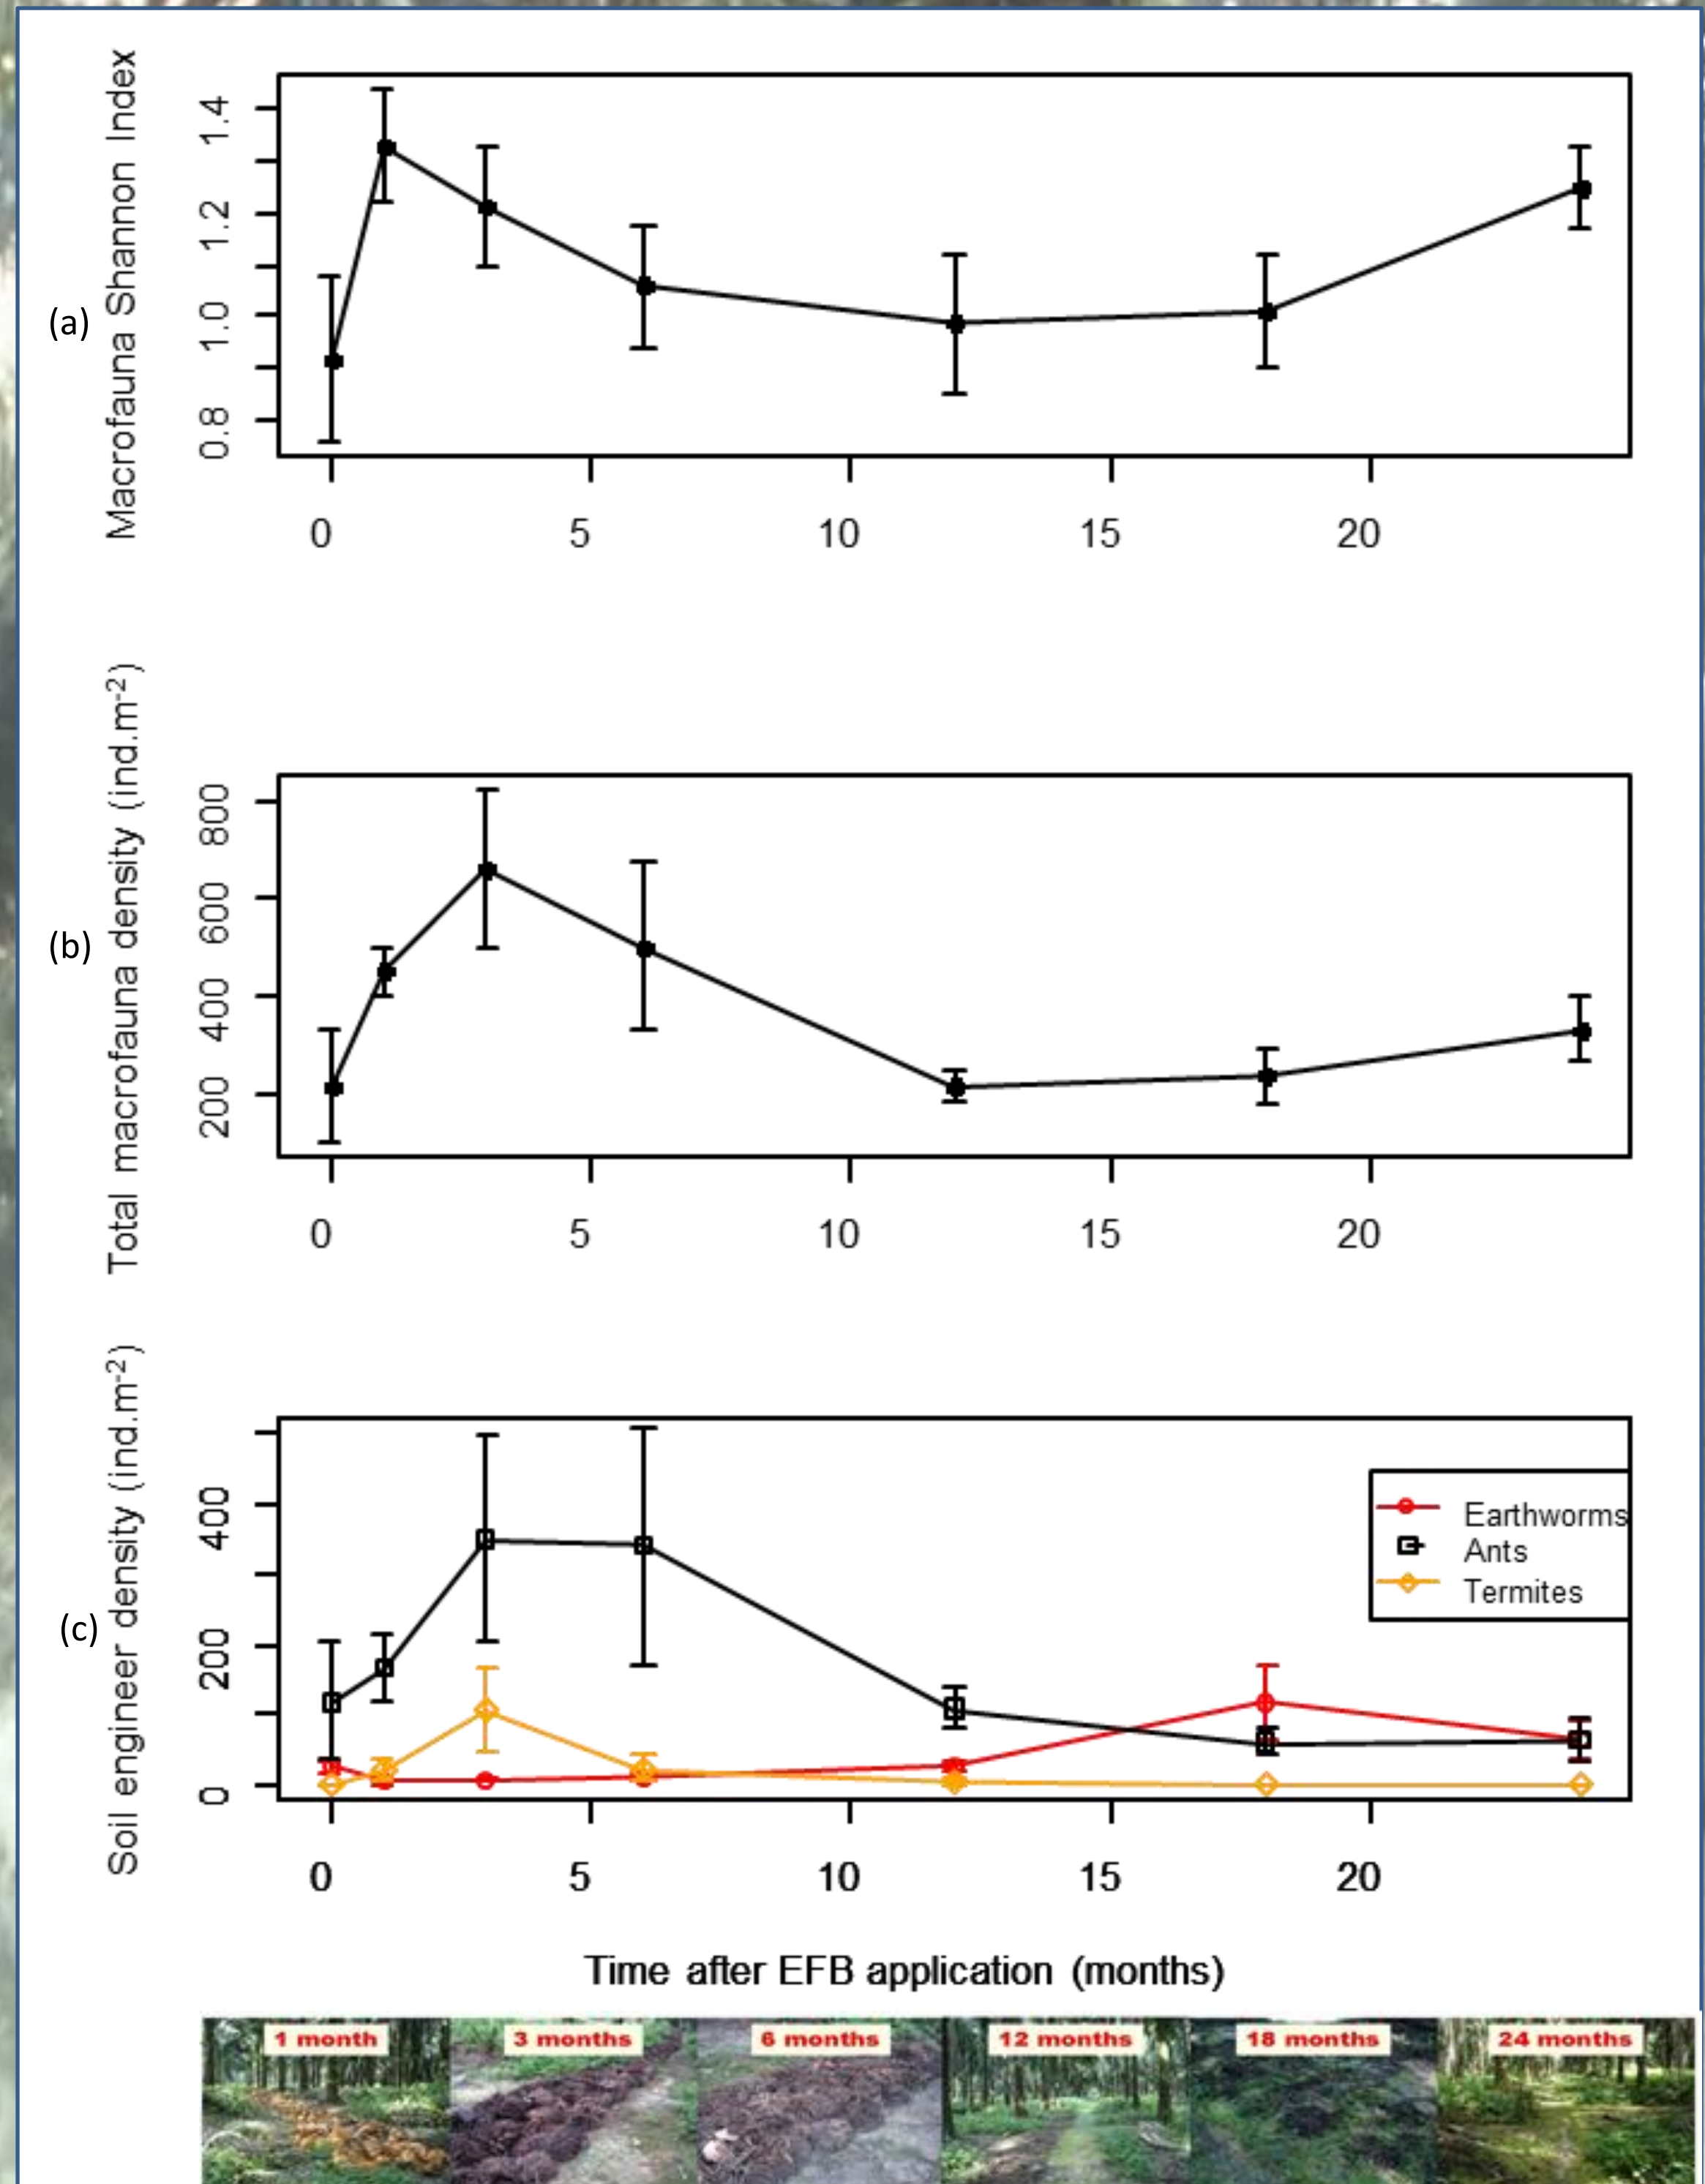 Macrofauna Shannon Index
1.4
1.2
1.0
0.8
(a)
0 5 10 15 20
Total macrofauna density (ind.m-2)
800
600
400
200
(b)
0 5 10 15 20
Soil engineer density (ind.m-2)
400
200
0
(c)
Earthworms
Ants
Termites
0 5 10 15 20
Time after EFB application (months)
1 month 3 months 6 months 12 months 18 months 24 months